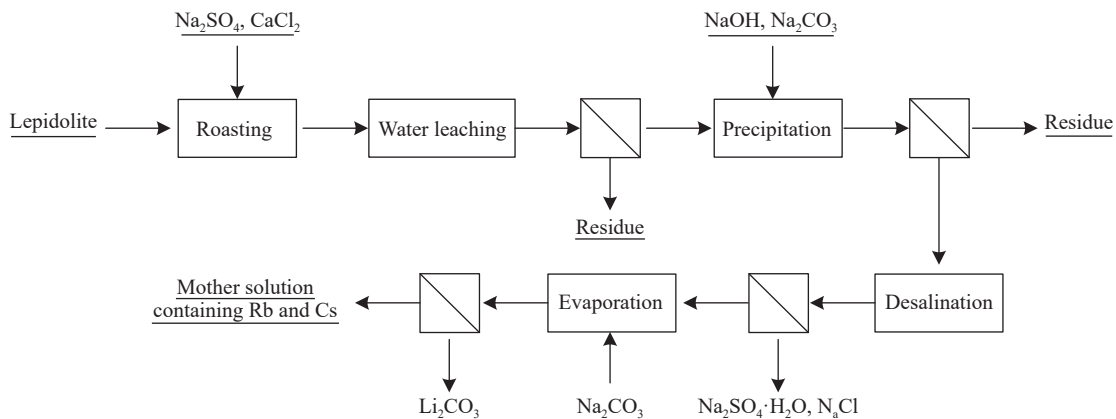 Na₂SO₄, CaCl₂
NaOH, Na₂CO₃
Lepidolite
Roasting
Water leaching
Precipitation
Residue
Residue
Mother solution
containing Rb and Cs
Evaporation
Desalination
Li₂CO₃
Na₂CO₃
Na₂SO₄·H₂O, NₐCl